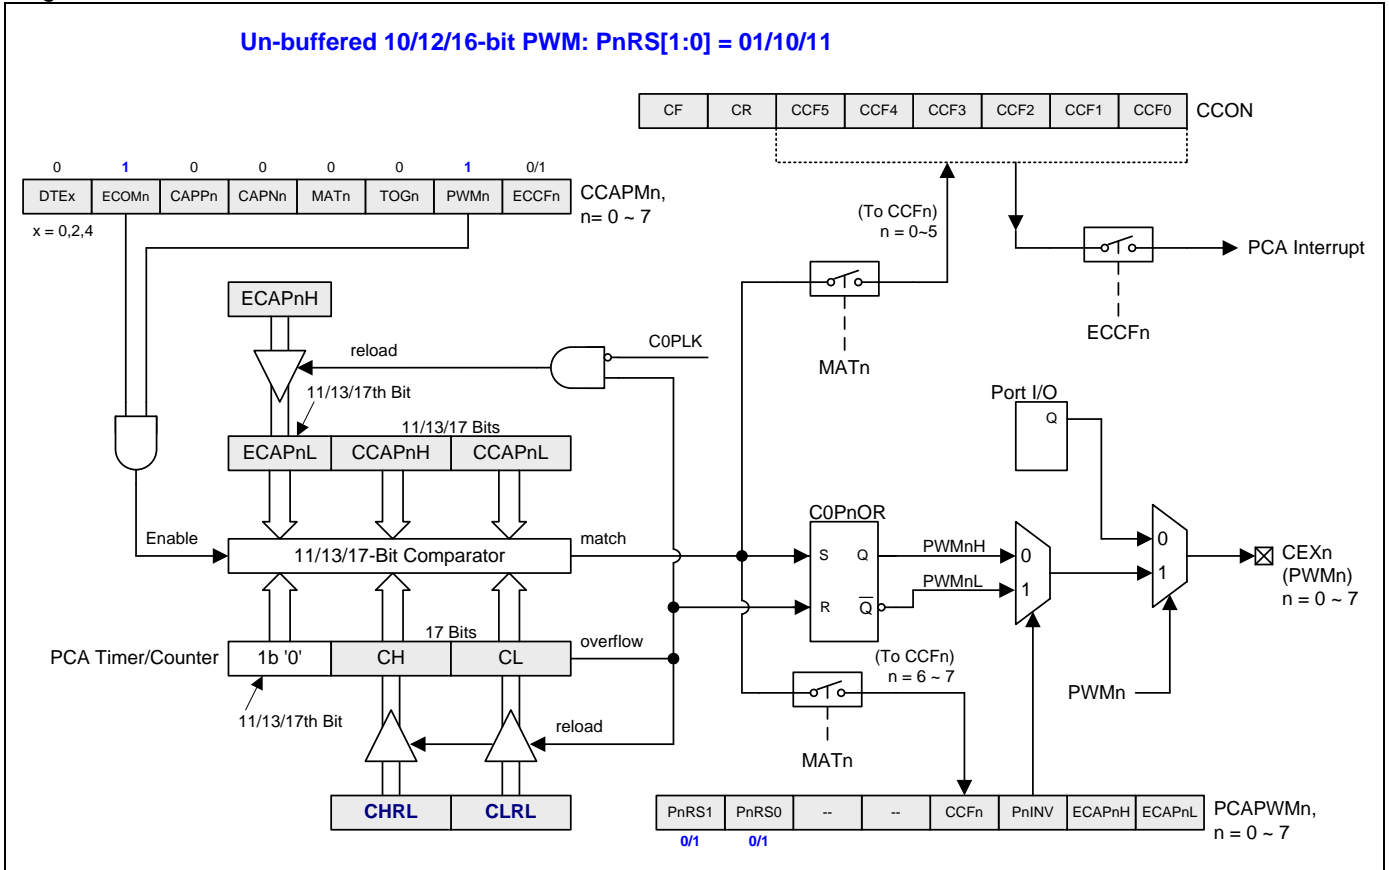 Un-buffered 10/12/16-bit PWM: PnRS[1:0] = 01/10/11
CF CR CCF5 CCF4 CCF3 CCF2 CCF1 CCF0 CCON
0 1 0 0 0 0 1 0/1
DTEx ECOMn CAPPn CAPNn MATn TOGn PWMn ECCFn
CCAPMn,
n= 0 ~ 7
x = 0,2,4
(To CCFn)
n = 0~5
PCA Interrupt
ECCFn
MATn
ECAPnH
reload
C0PLK
11/13/17th Bit
11/13/17 Bits
ECAPnL CCAPnH CCAPnL
Port I/O
Q
Enable
11/13/17-Bit Comparator
match
C0PnOR
S Q
R Q
PWMnH
PWMnL
0
1
0
1
CEXn
(PWMn)
n = 0 ~ 7
PWMn
17 Bits
PCA Timer/Counter 1b '0' CH CL
overflow
11/13/17th Bit
reload
(To CCFn)
n = 6 ~ 7
MATn
CHRL CLRL
PnRS1 PnRS0 -- -- CCFn PnINV ECAPnH ECAPnL
0/1 0/1
PCAPWMn,
n = 0 ~ 7